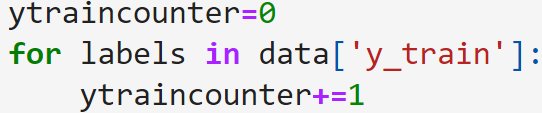 ytraincounter=0
for labels in data['y_train']:
    ytraincounter+=1